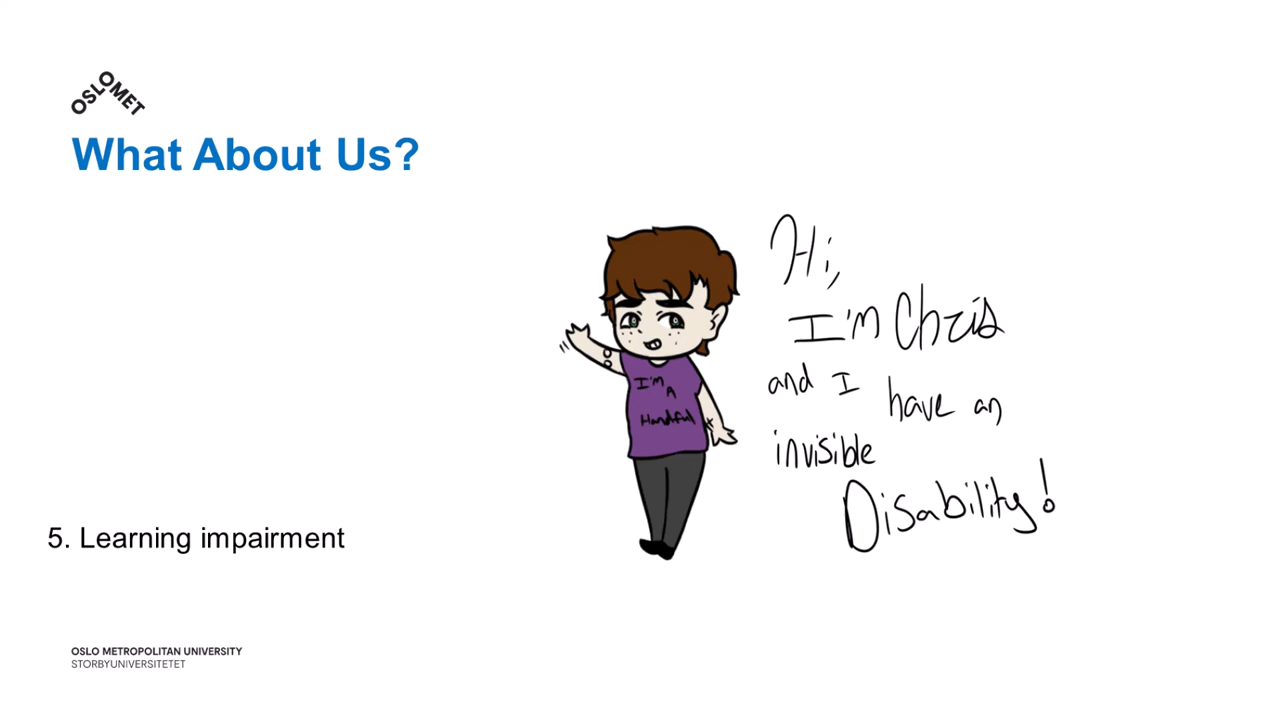 OSLOMET
What About Us?
Hi,
I'm Chris
and I have an
invisible
Disability!
I'm
A
Handful
5. Learning impairment
OSLO METROPOLITAN UNIVERSITY
STORBYUNIVERSITETET